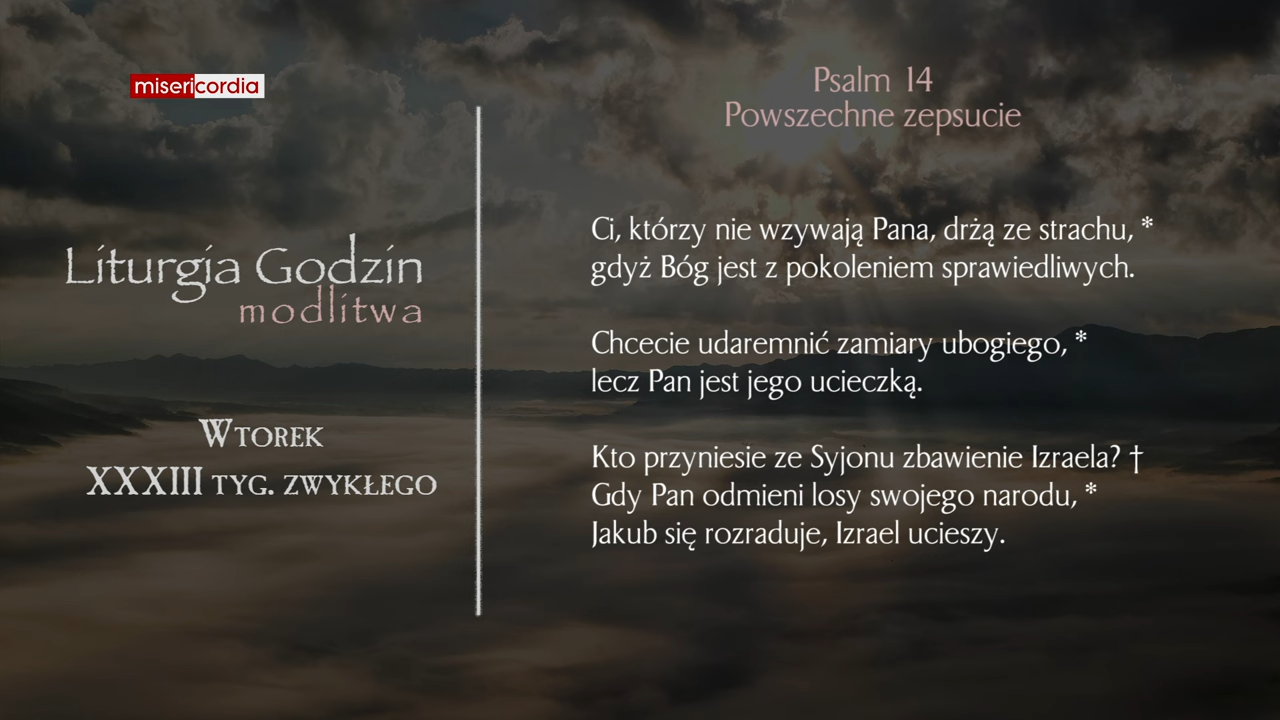 misericordia
Liturgia Godzin
modlitwa
Wtorek
XXXIII tyg. zwykłego
Psalm 14
Powszechne zepsucie
Ci, którzy nie wzywają Pana, drżą ze strachu, *
gdyż Bóg jest z pokoleniem sprawiedliwych.
Chcecie udaremnić zamiary ubogiego, *
lecz Pan jest jego ucieczką.
Kto przyniesie ze Syjonu zbawienie Izraela? †
Gdy Pan odmieni losy swojego narodu, *
Jakub się rozraduje, Izrael ucieszy.